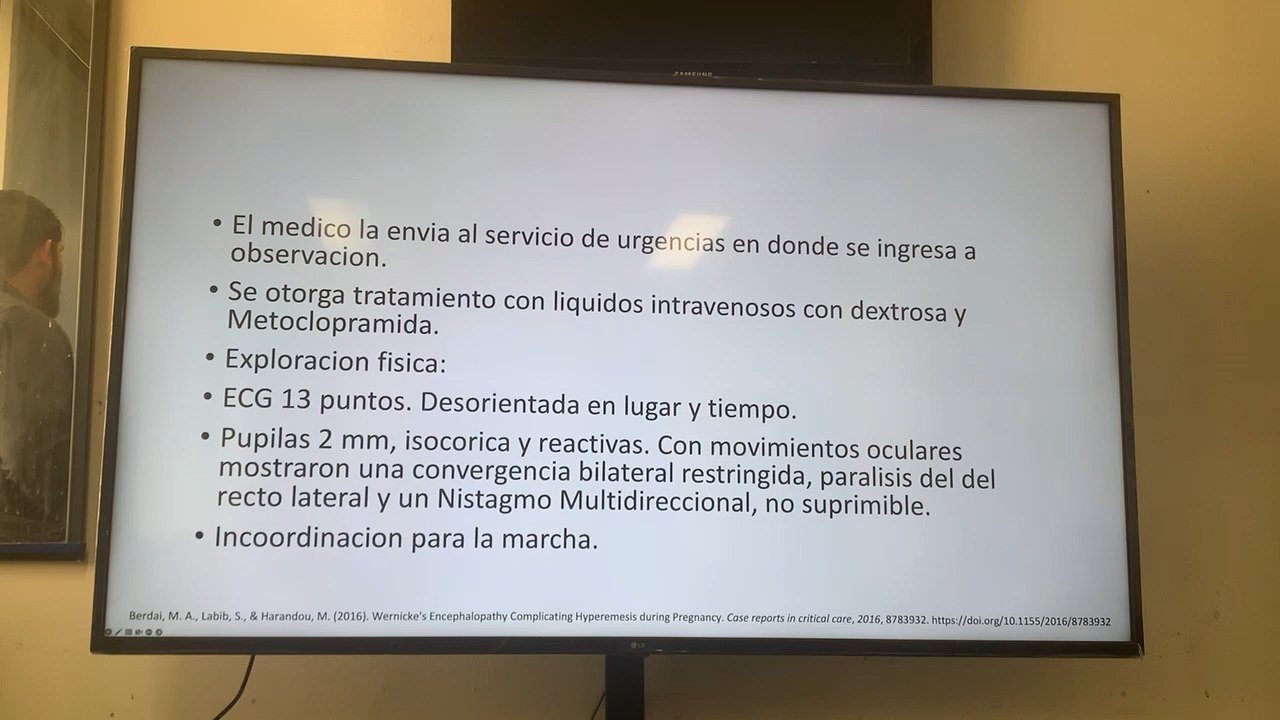 SAMSUNG
• El medico la envia al servicio de urgencias en donde se ingresa a
observacion.
• Se otorga tratamiento con liquidos intravenosos con dextrosa y
Metoclopramida.
• Exploracion fisica:
• ECG 13 puntos. Desorientada en lugar y tiempo.
• Pupilas 2 mm, isocorica y reactivas. Con movimientos oculares
mostraron una convergencia bilateral restringida, paralisis del del
recto lateral y un Nistagmo Multidireccional, no suprimible.
• Incoordinacion para la marcha.
Berdai, M. A., Labib, S., & Harandou, M. (2016). Wernicke's Encephalopathy Complicating Hyperemesis during Pregnancy. Case reports in critical care, 2016, 8783932. https://doi.org/10.1155/2016/8783932
LG